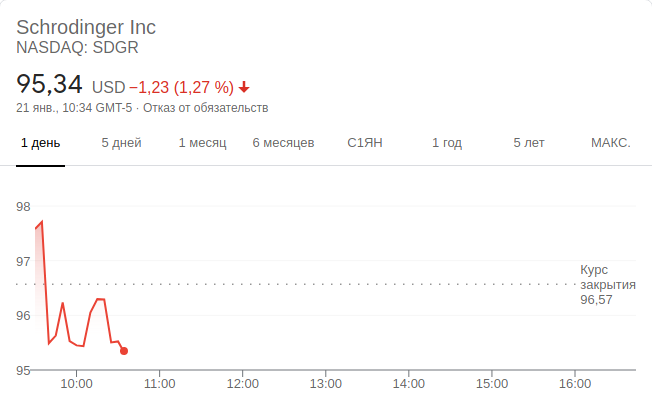 Schrodinger Inc
NASDAQ: SDGR
95,34 USD −1,23 (1,27 %)
21 янв., 10:34 GMT-5 · Отказ от обязательств
1 день 5 дней 1 месяц 6 месяцев С1ЯН 1 год 5 лет МАКС.
98
97
Курс
закрытия
96,57
96
95
10:00 11:00 12:00 13:00 14:00 15:00 16:00